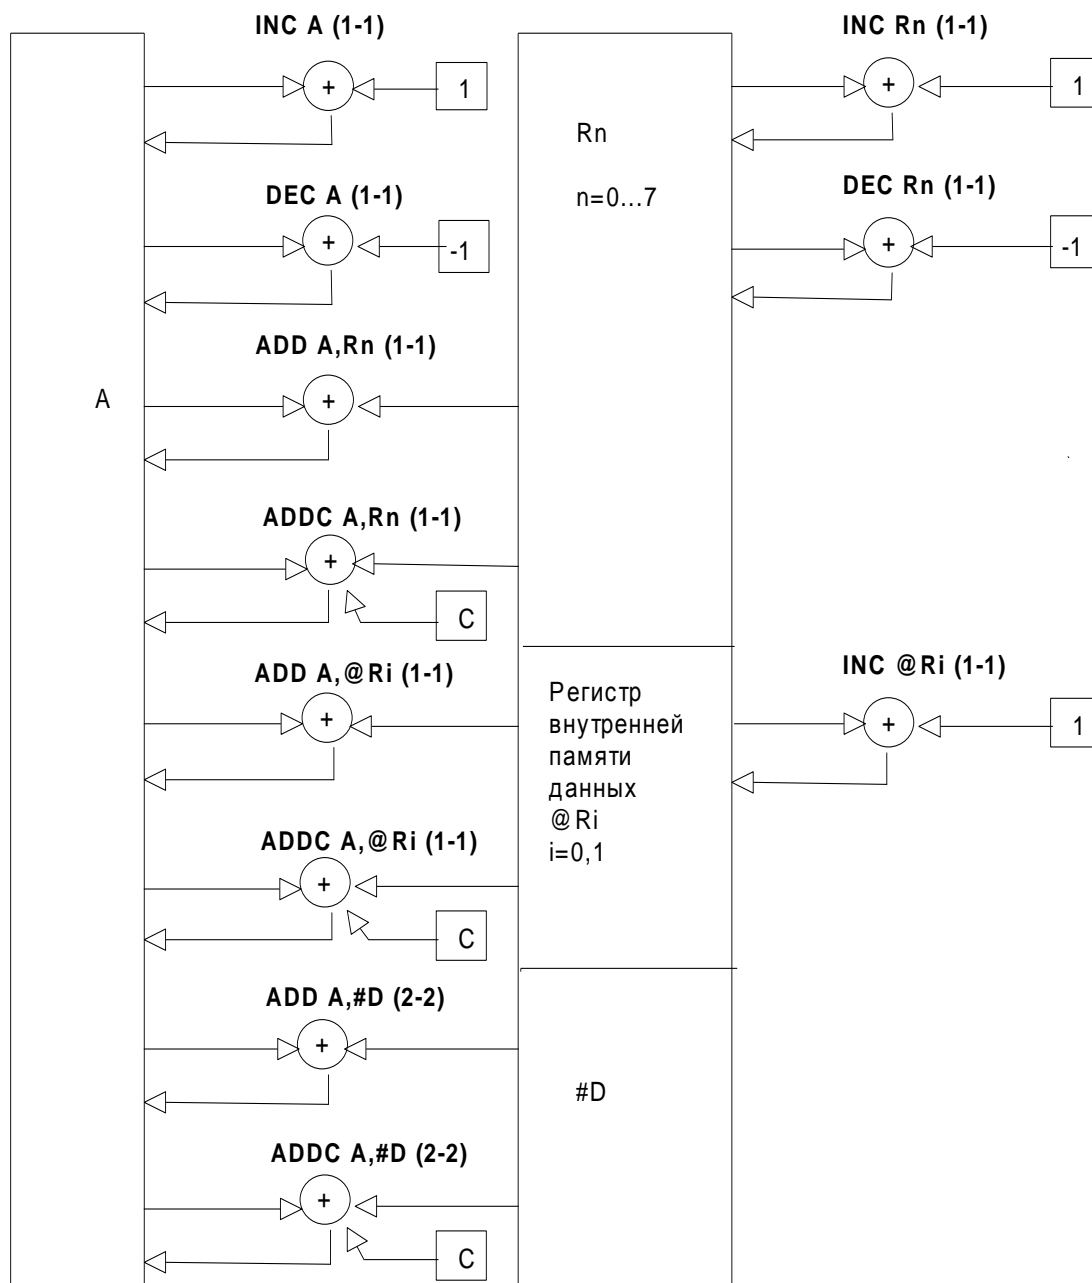 INC A (1-1)
+
1
DEC A (1-1)
+
-1
ADD A,Rn (1-1)
+
A
ADDC A,Rn (1-1)
+
C
ADD A,@Ri (1-1)
+
ADDC A,@Ri (1-1)
+
C
ADD A,#D (2-2)
+
ADDC A,#D (2-2)
+
C
Rn
n=0...7
Регистр
внутренней
памяти
данных
@Ri
i=0,1
#D
INC Rn (1-1)
+
1
DEC Rn (1-1)
+
-1
INC @Ri (1-1)
+
1